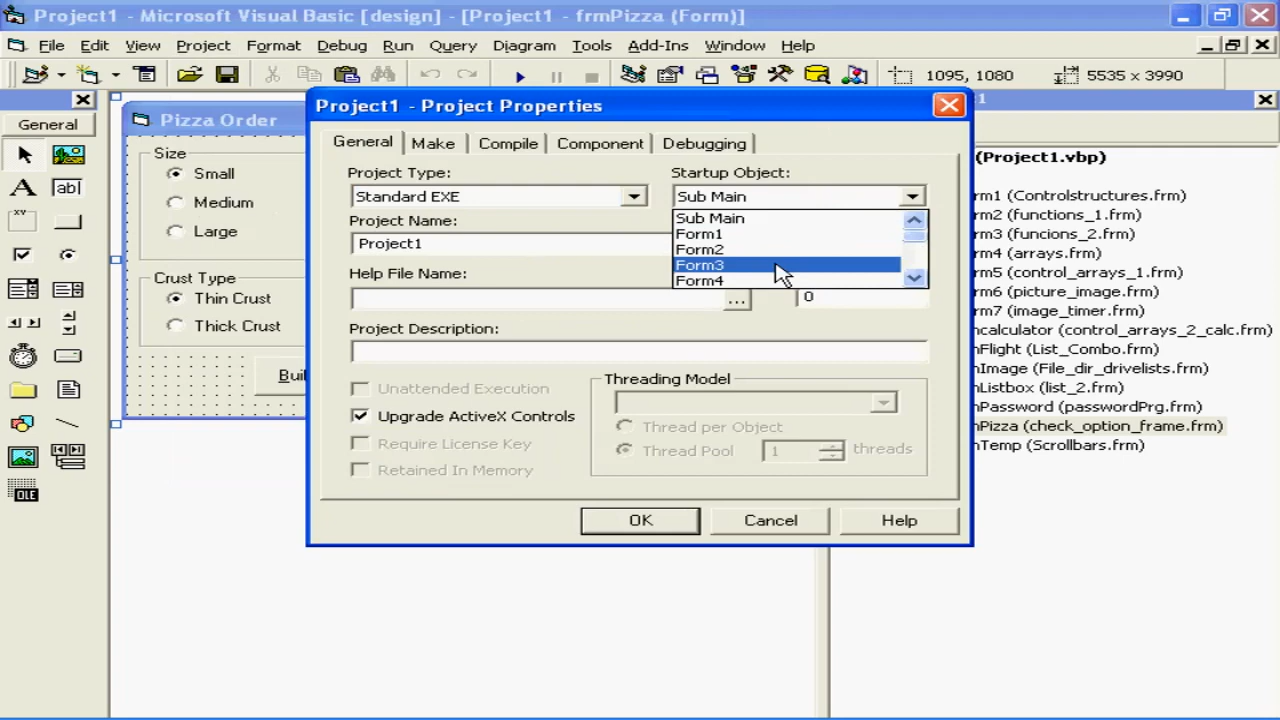 Project1 - Microsoft Visual Basic [design] - [Project1 - frmPizza (Form)]
File Edit View Project Format Debug Run Query Diagram Tools Add-Ins Window Help
1095, 1080 5535 x 3990
General
A
abl
XY
OLE
Pizza Order
Size
Small
Medium
Large
Crust Type
Thin Crust
Thick Crust
Buil
Project1 - Project Properties
General Make Compile Component Debugging
Project Type:
Standard EXE
Startup Object:
Sub Main
Sub Main
Form1
Form2
Form3
Form4
Project Name:
Project1
Help File Name:
...
0
Project Description:
Unattended Execution
Upgrade ActiveX Controls
Require License Key
Retained In Memory
Threading Model
Thread per Object
Thread Pool 1 threads
OK Cancel Help
1
(Project1.vbp)
rm1 (Controlstructures.frm)
rm2 (functions_1.frm)
rm3 (funcions_2.frm)
rm4 (arrays.frm)
rm5 (control_arrays_1.frm)
rm6 (picture_image.frm)
rm7 (image_timer.frm)
ncalculator (control_arrays_2_calc.frm)
nFlight (List_Combo.frm)
nImage (File_dir_drivelists.frm)
nListbox (list_2.frm)
nPassword (passwordPrg.frm)
nPizza (check_option_frame.frm)
nTemp (Scrollbars.frm)